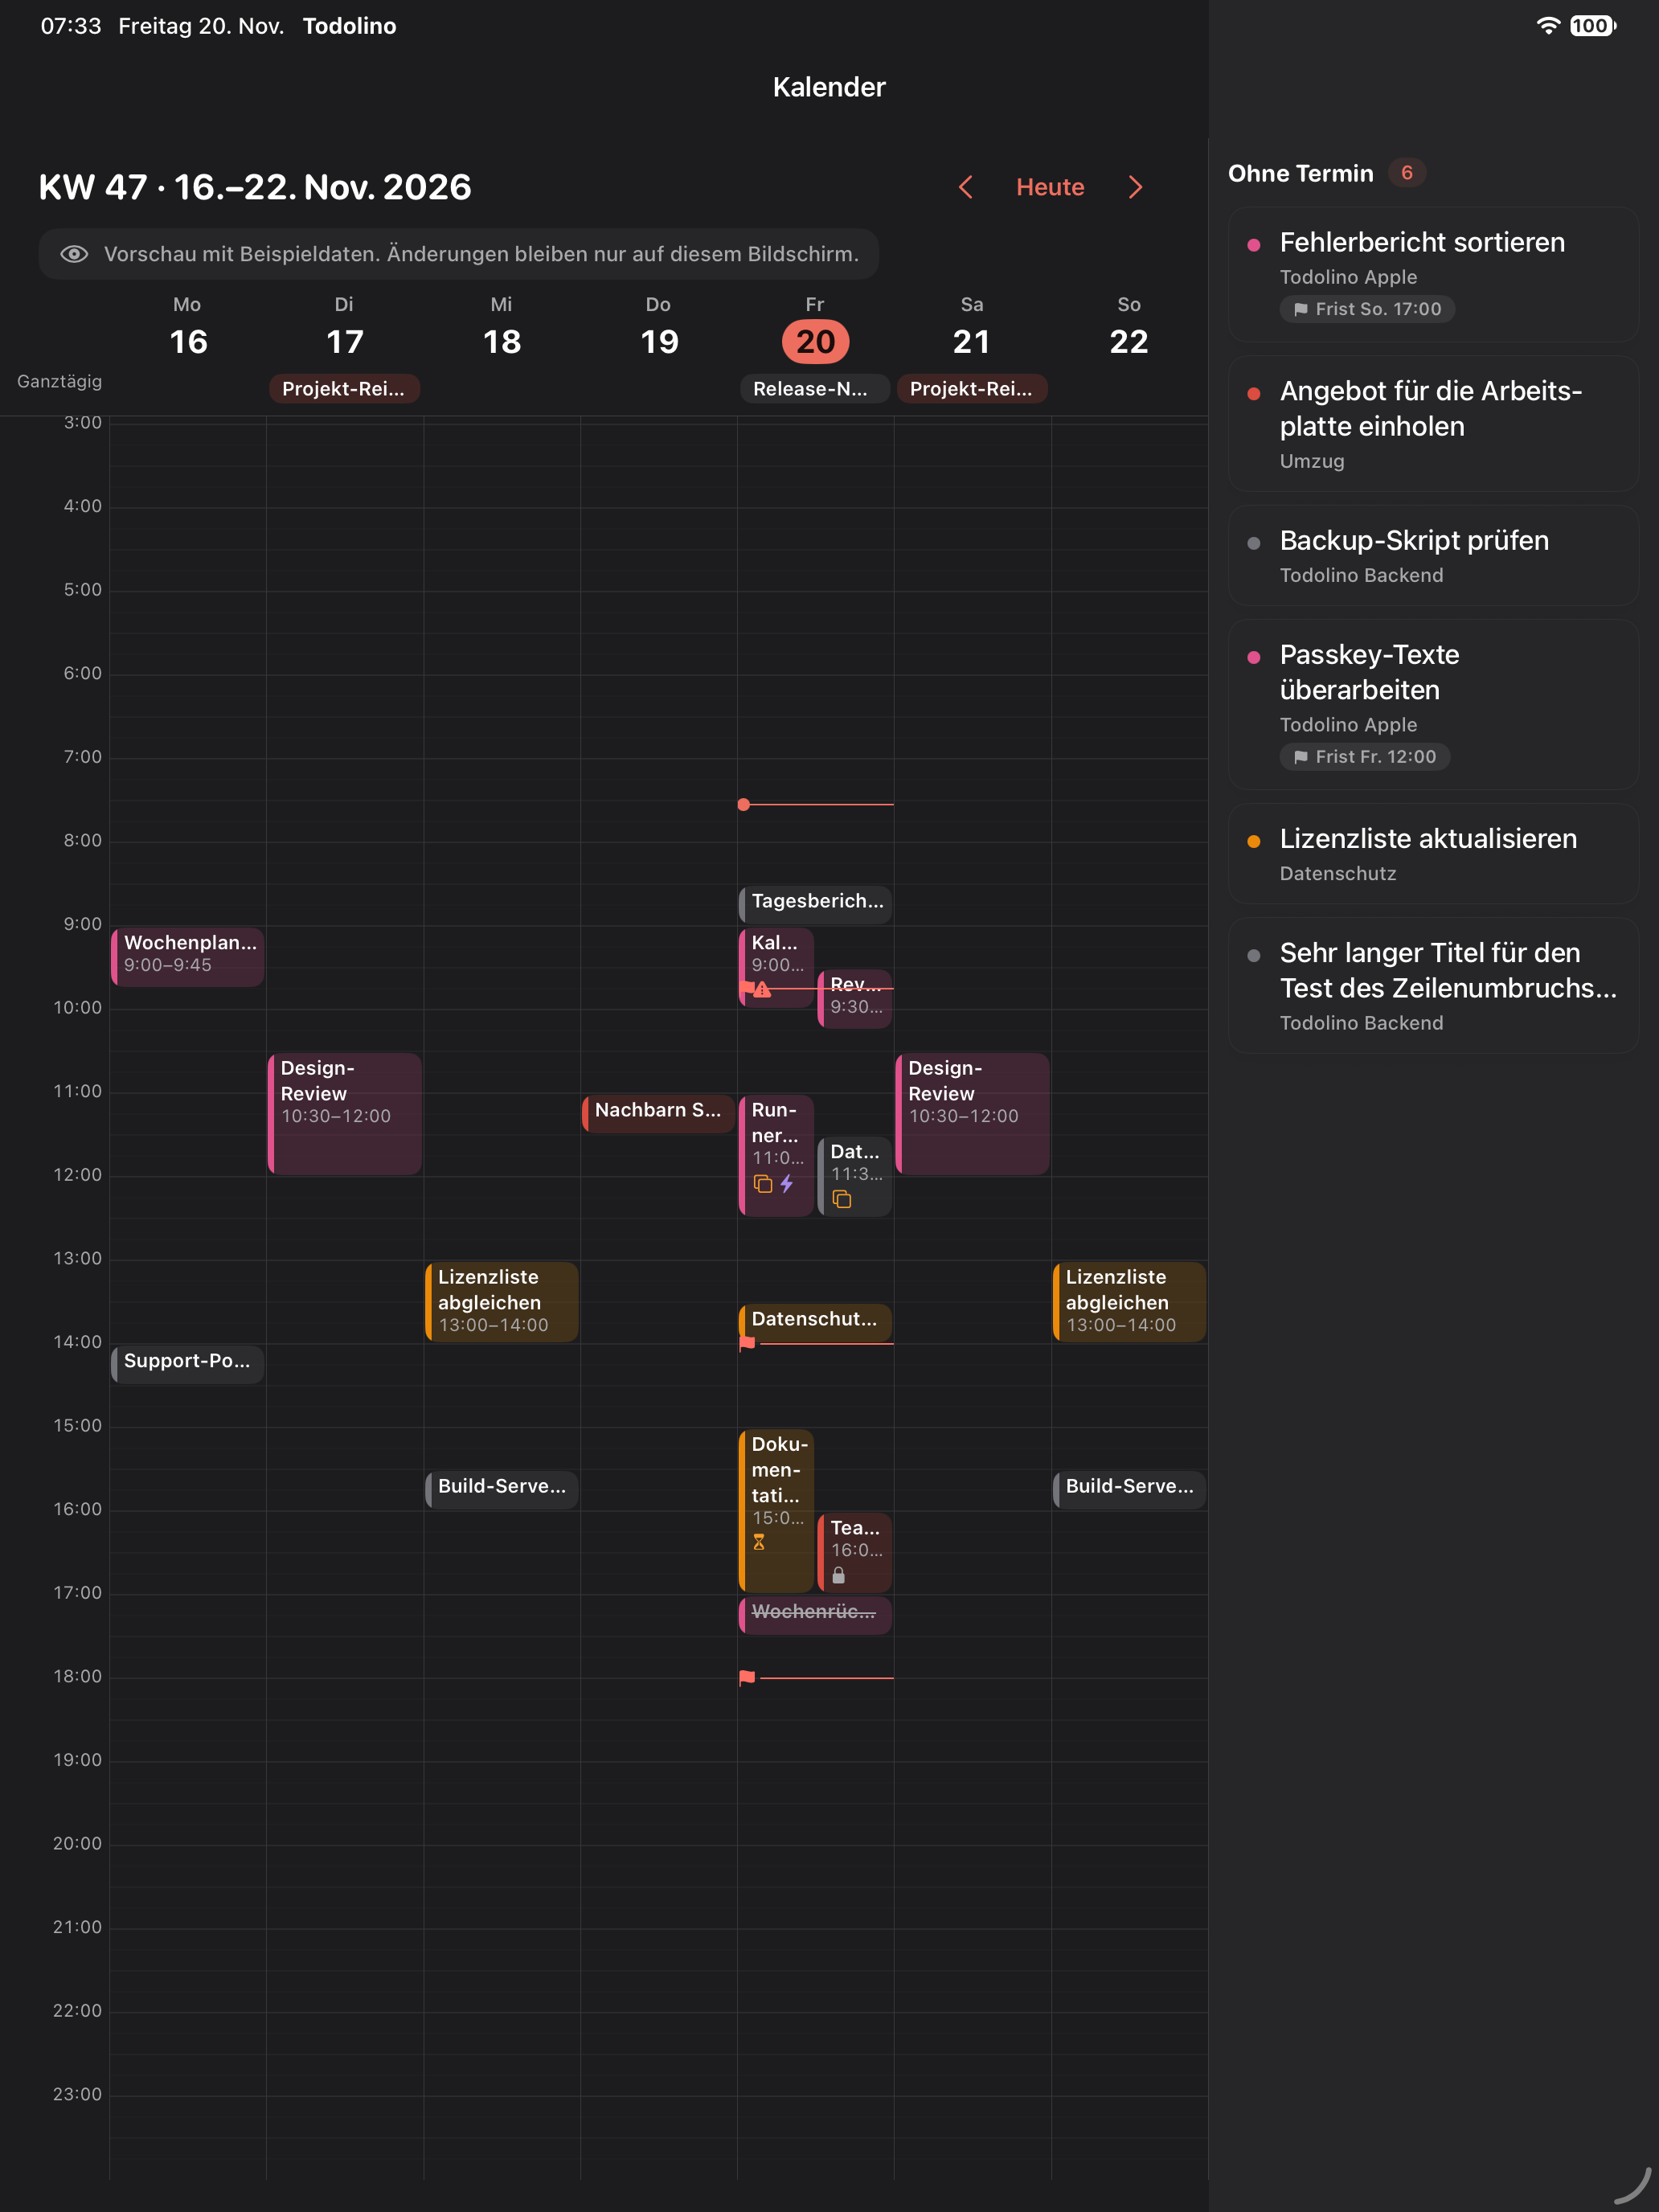 07:33 Freitag 20. Nov. Todolino
100
Kalender
KW 47 · 16.–22. Nov. 2026
Heute
Vorschau mit Beispieldaten. Änderungen bleiben nur auf diesem Bildschirm.
Mo Di Mi Do Fr Sa So
16 17 18 19 20 21 22
Ganztägig
Projekt-Rei...
Release-N...
Projekt-Rei...
3:00
4:00
5:00
6:00
7:00
8:00
Tagesberich...
9:00
Wochenplan...
9:00–9:45
Kal...
9:00...
Rev...
9:30...
10:00
Design-
Review
10:30–12:00
Design-
Review
10:30–12:00
11:00
Nachbarn S...
Run-
ner...
11:0...
Dat...
11:3...
12:00
13:00
Lizenzliste
abgleichen
13:00–14:00
Lizenzliste
abgleichen
13:00–14:00
Datenschut...
14:00
Support-Po...
15:00
Doku-
men-
tati...
15:0...
Build-Serve...
Build-Serve...
16:00
Tea...
16:0...
17:00
Wochenrüc...
18:00
19:00
20:00
21:00
22:00
23:00
Ohne Termin 6
Fehlerbericht sortieren
Todolino Apple
Frist So. 17:00
Angebot für die Arbeits-
platte einholen
Umzug
Backup-Skript prüfen
Todolino Backend
Passkey-Texte
überarbeiten
Todolino Apple
Frist Fr. 12:00
Lizenzliste aktualisieren
Datenschutz
Sehr langer Titel für den
Test des Zeilenumbruchs...
Todolino Backend